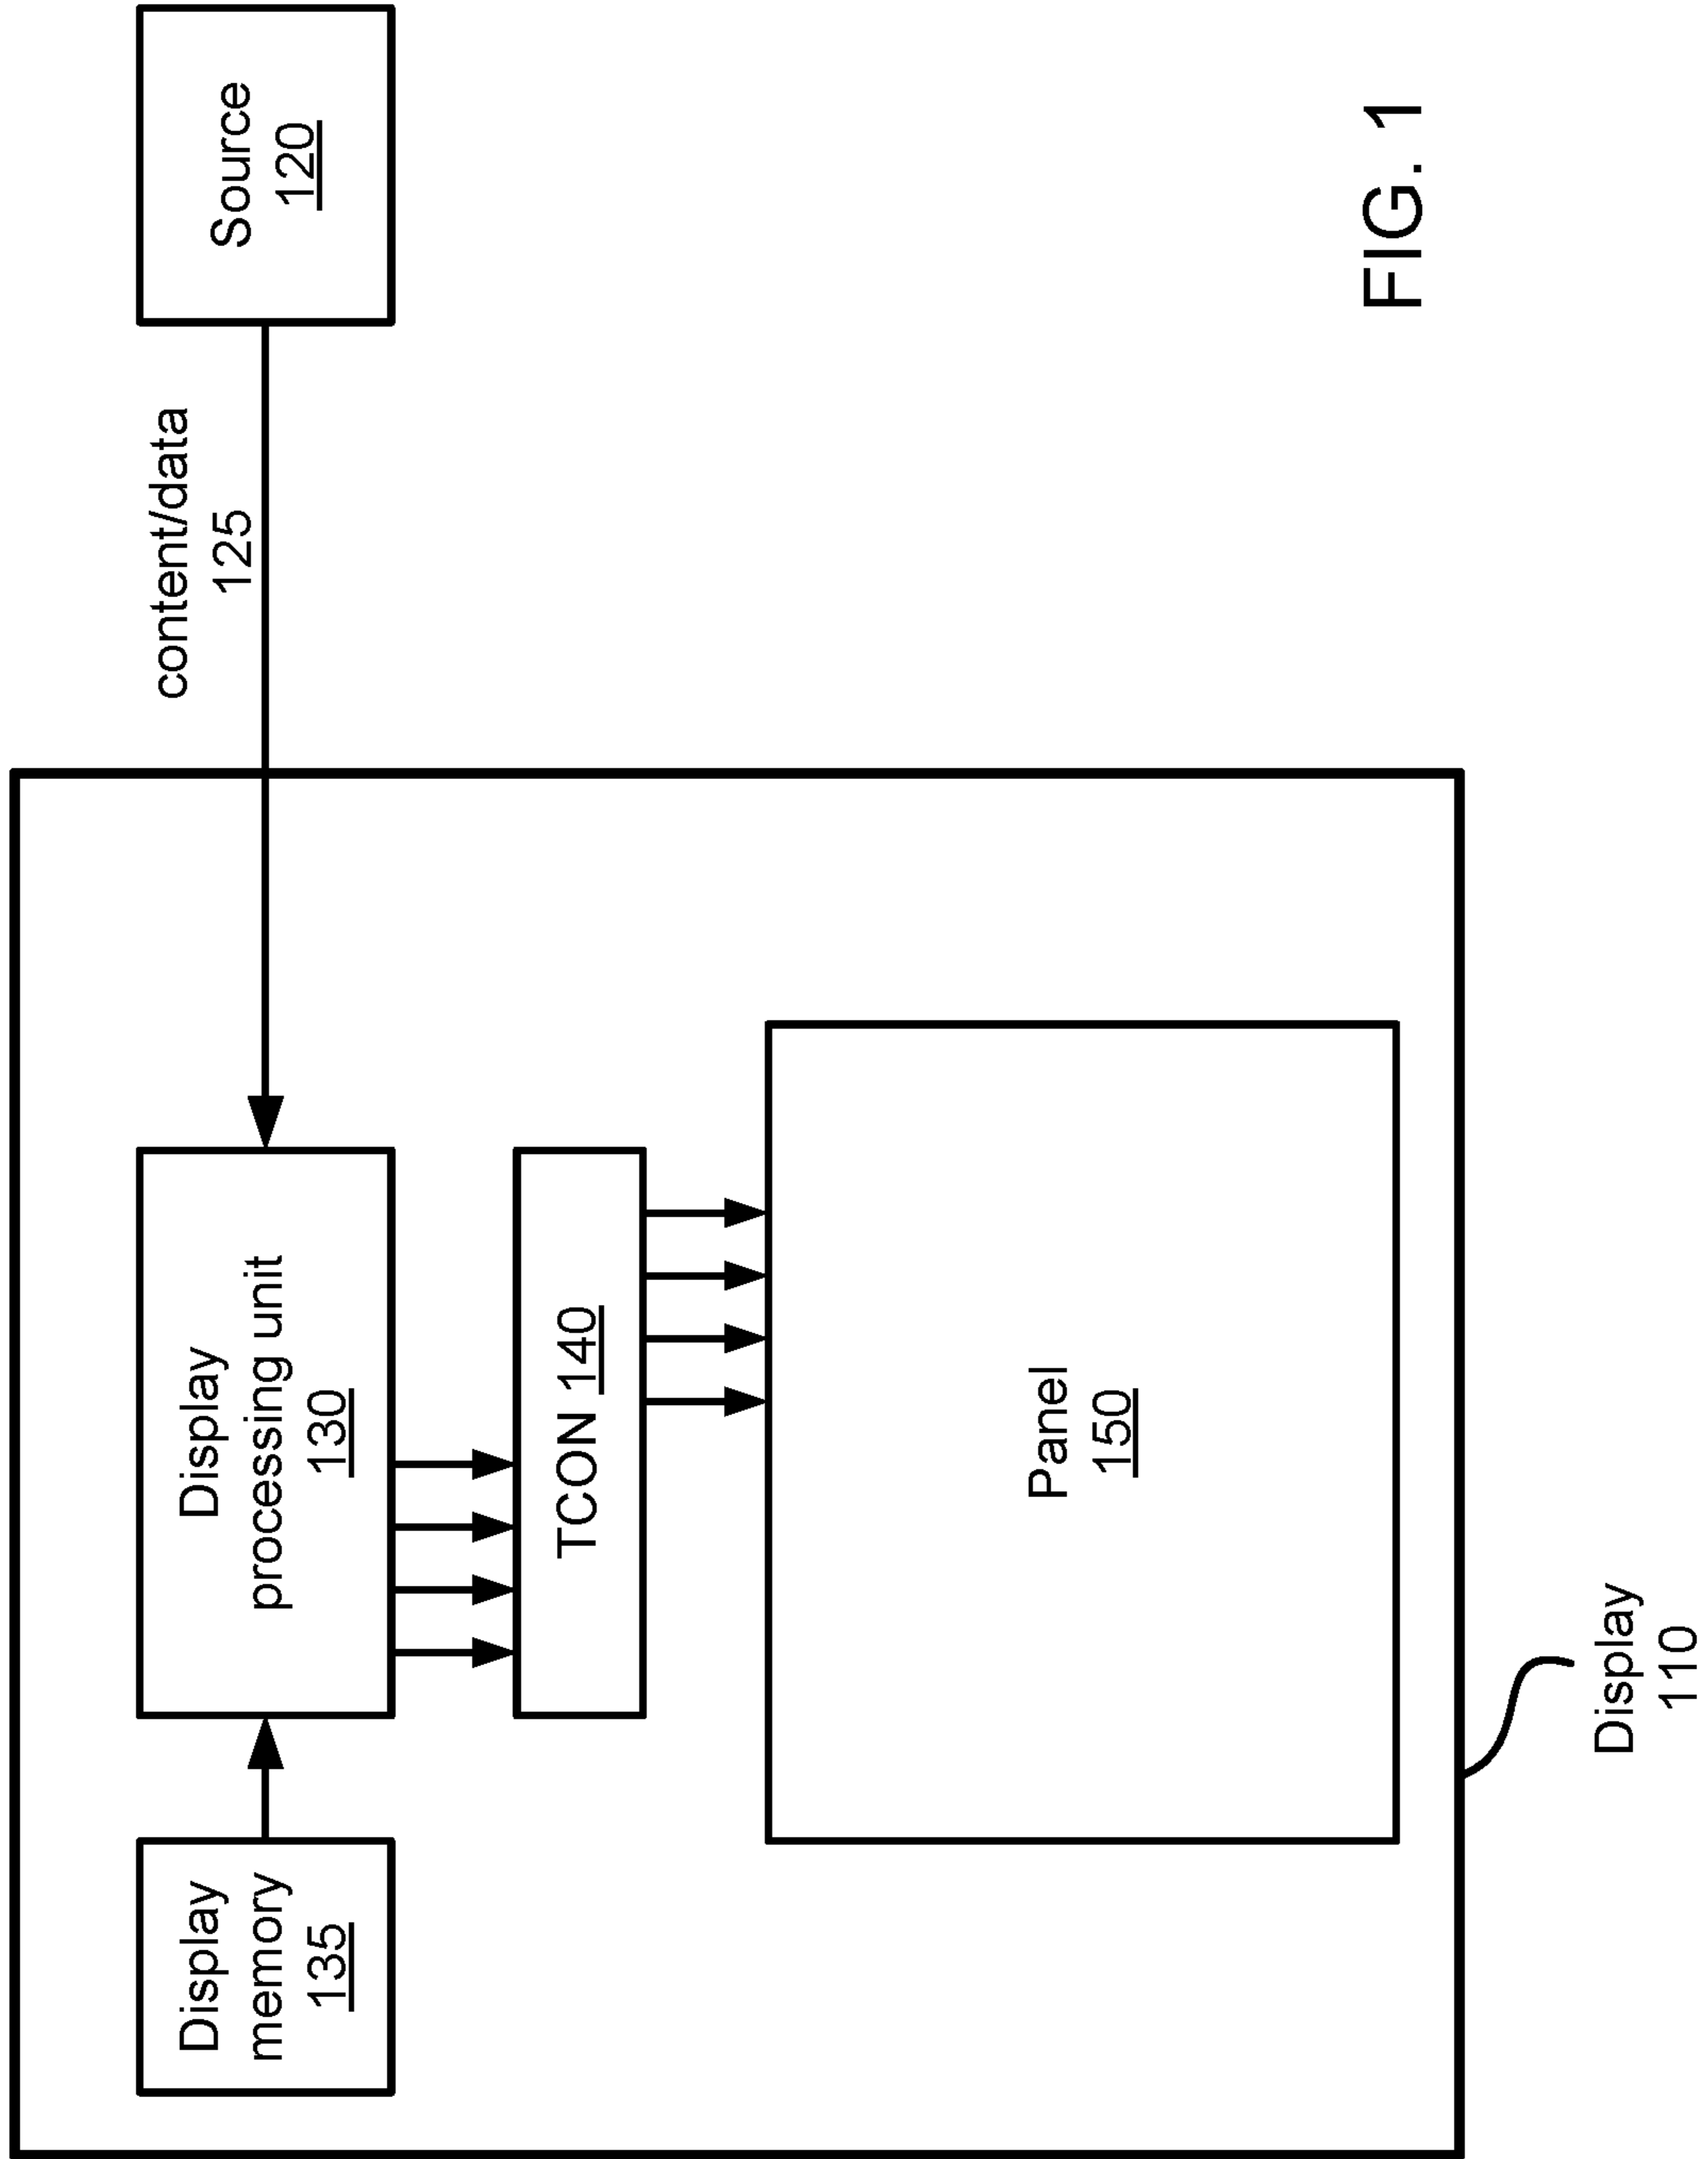 Display
memory
135
Display
processing unit
130
content/data
125
Source
120
TCON 140
Panel
150
Display
110
FIG. 1